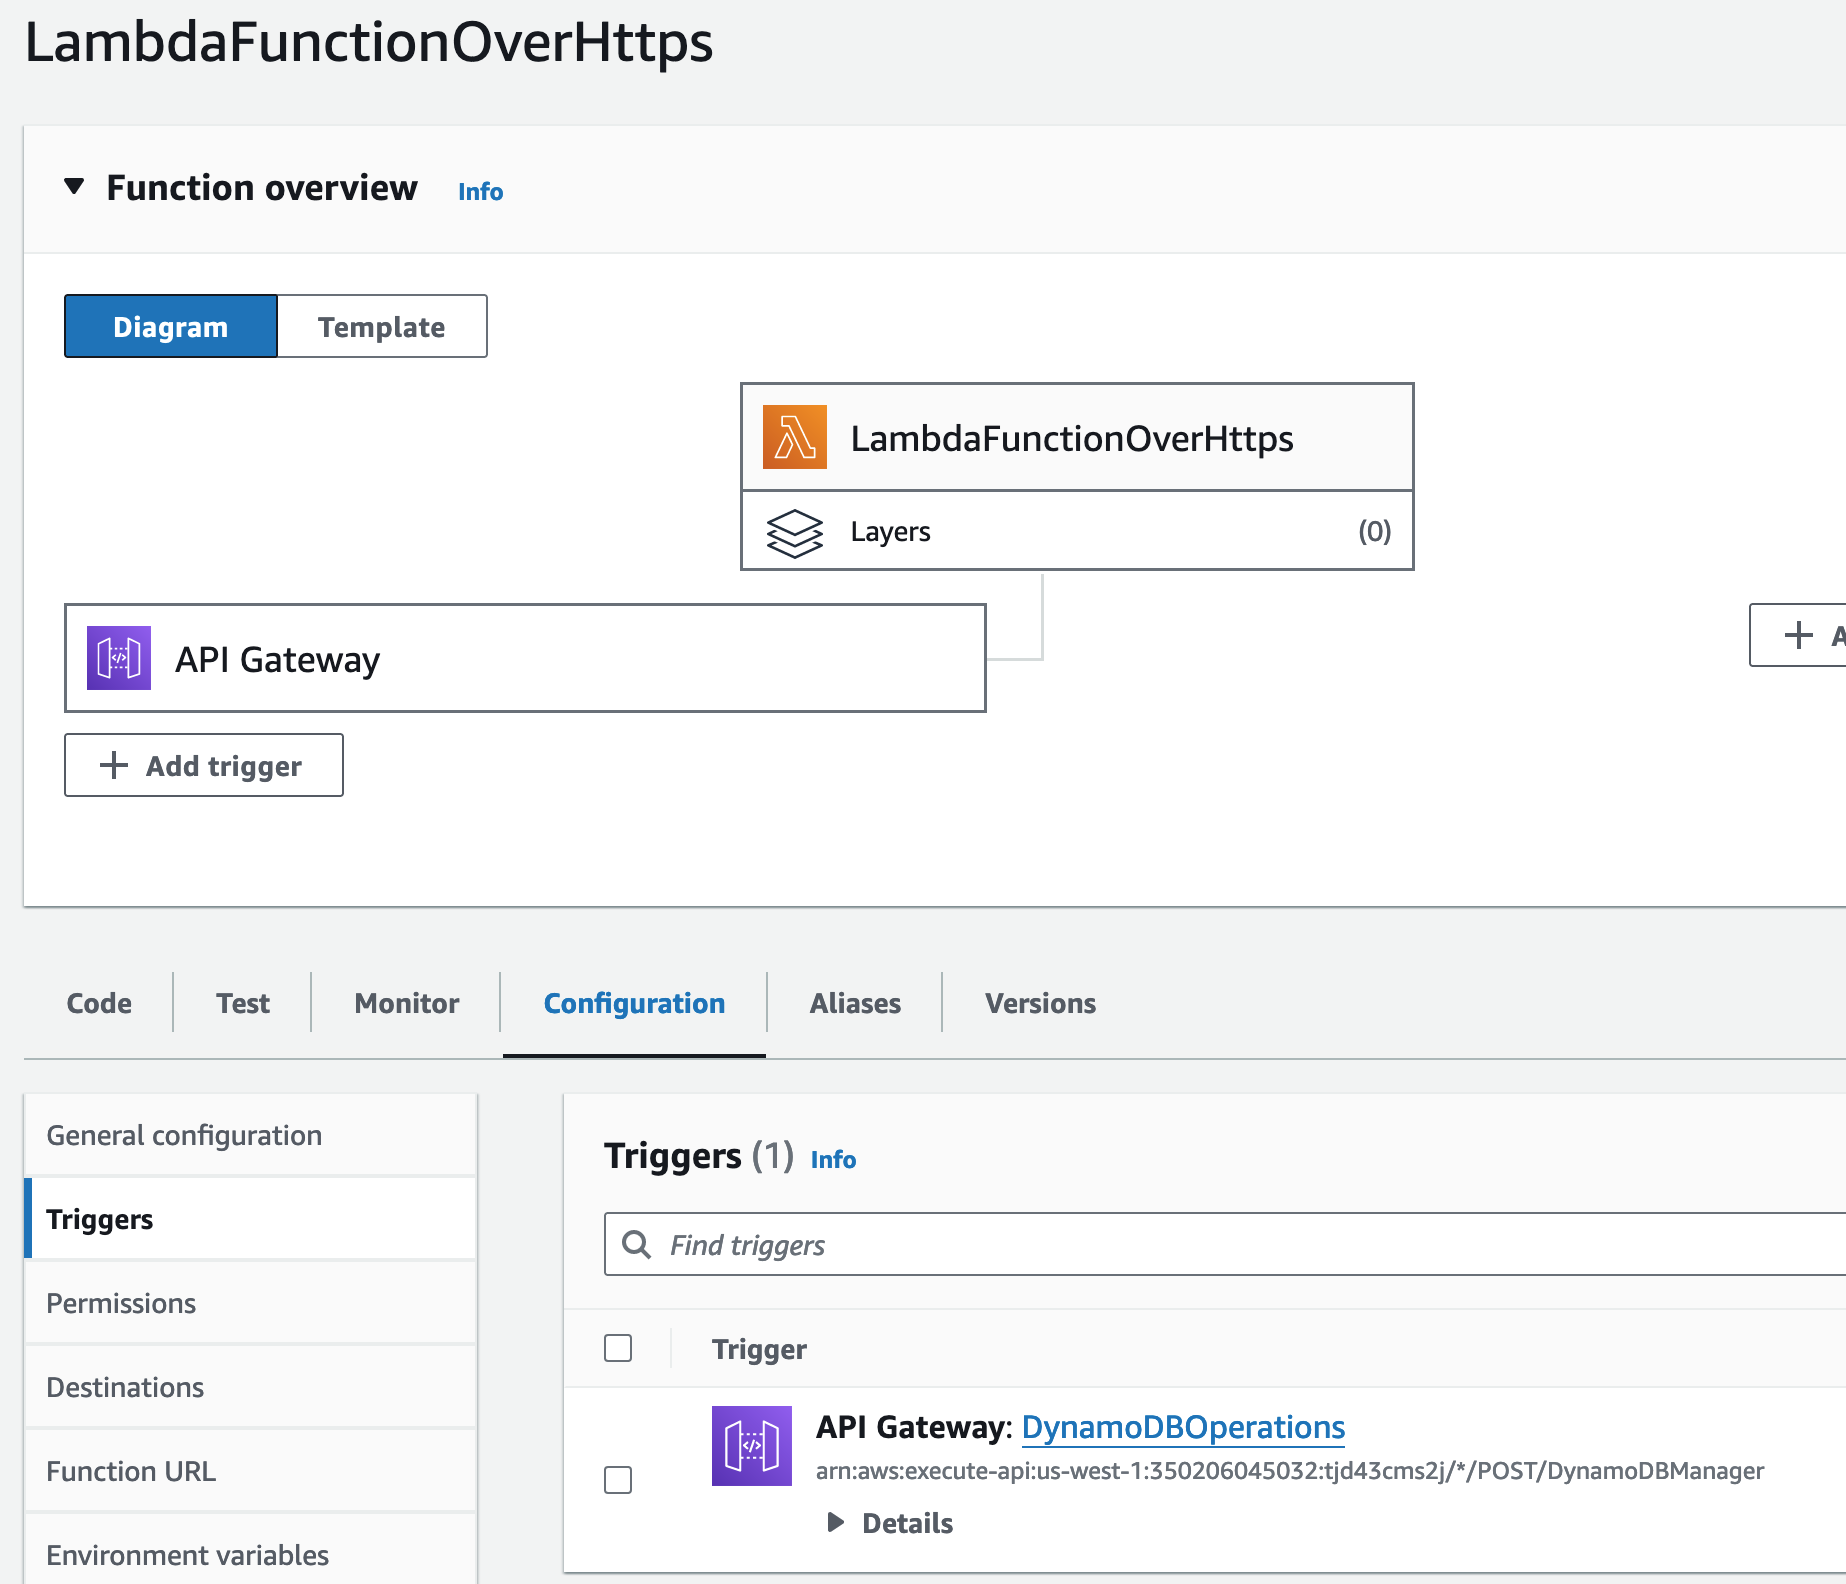 LambdaFunctionOverHttps
Function overview Info
Diagram Template
LambdaFunctionOverHttps
Layers (0)
API Gateway
+ A
+ Add trigger
Code Test Monitor Configuration Aliases Versions
General configuration
Triggers
Permissions
Destinations
Function URL
Environment variables
Triggers (1) Info
Find triggers
Trigger
API Gateway: DynamoDBOperations
arn:aws:execute-api:us-west-1:350206045032:tjd43cms2j/*/POST/DynamoDBManager
Details